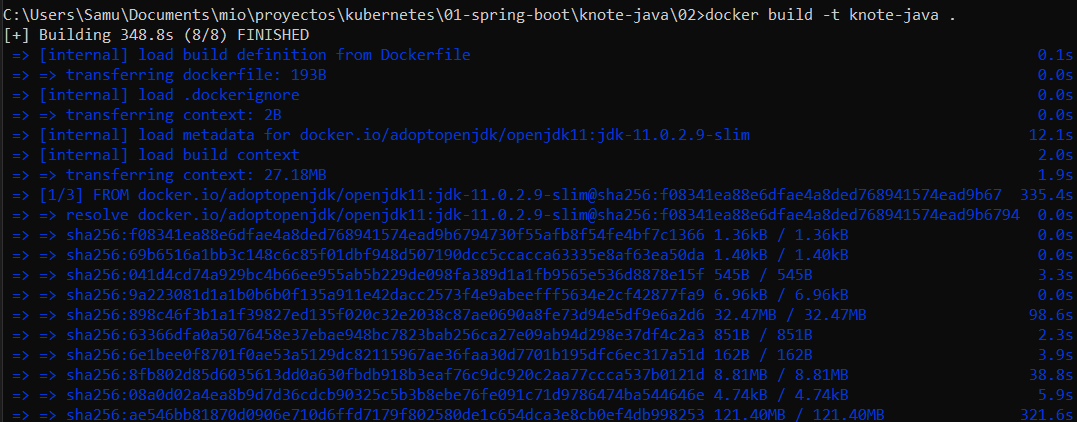 C:\Users\Samu\Documents\mio\proyectos\kubernetes\01-spring-boot\knote-java\02>docker build -t knote-java .
[+] Building 348.8s (8/8) FINISHED
=> [internal] load build definition from Dockerfile 0.1s
=> => transferring dockerfile: 193B 0.0s
=> [internal] load .dockerignore 0.0s
=> => transferring context: 2B 0.0s
=> [internal] load metadata for docker.io/adoptopenjdk/openjdk11:jdk-11.0.2.9-slim 12.1s
=> [internal] load build context 2.0s
=> => transferring context: 27.18MB 1.9s
=> [1/3] FROM docker.io/adoptopenjdk/openjdk11:jdk-11.0.2.9-slim@sha256:f08341ea88e6dfae4a8ded768941574ead9b67 335.4s
=> => resolve docker.io/adoptopenjdk/openjdk11:jdk-11.0.2.9-slim@sha256:f08341ea88e6dfae4a8ded768941574ead9b6794 0.0s
=> => sha256:f08341ea88e6dfae4a8ded768941574ead9b6794730f55afb8f54fe4bf7c1366 1.36kB / 1.36kB 0.0s
=> => sha256:69b6516a1bb3c148c6c85f01dbf948d507190dcc5ccacca63335e8af63ea50da 1.40kB / 1.40kB 0.0s
=> => sha256:041d4cd74a929bc4b66ee955ab5b229de098fa389d1a1fb9565e536d8878e15f 545B / 545B 3.3s
=> => sha256:9a223081d1a1b0b6b0f135a911e42dacc2573f4e9abeefff5634e2cf42877fa9 6.96kB / 6.96kB 0.0s
=> => sha256:898c46f3b1a1f39827ed135f020c32e2038c87ae0690a8fe73d94e5df9e6a2d6 32.47MB / 32.47MB 98.6s
=> => sha256:63366dfa0a5076458e37ebae948bc7823bab256ca27e09ab94d298e37df4c2a3 851B / 851B 2.3s
=> => sha256:6e1bee0f8701f0ae53a5129dc82115967ae36faa30d7701b195dfc6ec317a51d 162B / 162B 3.9s
=> => sha256:8fb802d85d6035613dd0a630fbdb918b3eaf76c9dc920c2aa77ccca537b0121d 8.81MB / 8.81MB 38.8s
=> => sha256:08a0d02a4ea8b9d7d36cdcb90325c5b3b8ebe76fe091c71d9786474ba544646e 4.74kB / 4.74kB 5.9s
=> => sha256:ae546bb81870d0906e710d6ffd7179f802580de1c654dca3e8cb0ef4db998253 121.40MB / 121.40MB 321.6s